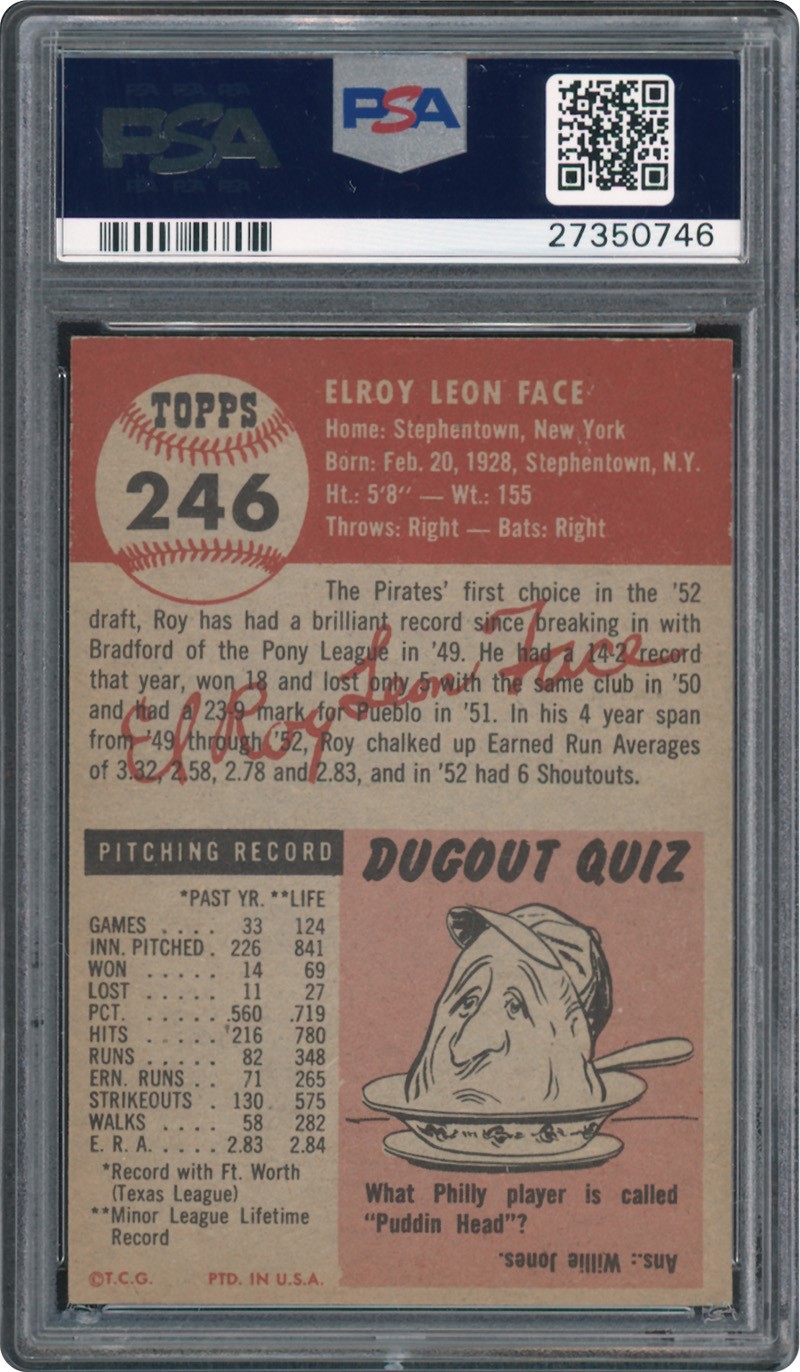 PSA PSA PSA
PSA
PSA PSA PSA
PSA
27350746
TOPPS
246
ELROY LEON FACE
Home: Stephentown, New York
Born: Feb. 20, 1928, Stephentown, N.Y.
Ht.: 5'8'' — Wt.: 155
Throws: Right — Bats: Right
The Pirates' first choice in the '52
draft, Roy has had a brilliant record since breaking in with
Bradford of the Pony League in '49. He had a 14-2 record
that year, won 18 and lost only 5 with the same club in '50
and had a 23-9 mark for Pueblo in '51. In his 4 year span
from '49 through '52, Roy chalked up Earned Run Averages
of 3.32, 2.58, 2.78 and 2.83, and in '52 had 6 Shoutouts.
El Roy Leon Face
PITCHING RECORD
*PAST YR. **LIFE
GAMES .... 33 124
INN. PITCHED . 226 841
WON ..... 14 69
LOST ..... 11 27
PCT. ..... .560 .719
HITS ..... 216 780
RUNS ..... 82 348
ERN. RUNS .. 71 265
STRIKEOUTS . 130 575
WALKS .... 58 282
E. R. A. ..... 2.83 2.84
*Record with Ft. Worth
(Texas League)
**Minor League Lifetime
Record
©T.C.G. PTD. IN U.S.A.
DUGOUT QUIZ
What Philly player is called
"Puddin Head"?
Ans.: Willie Jones.